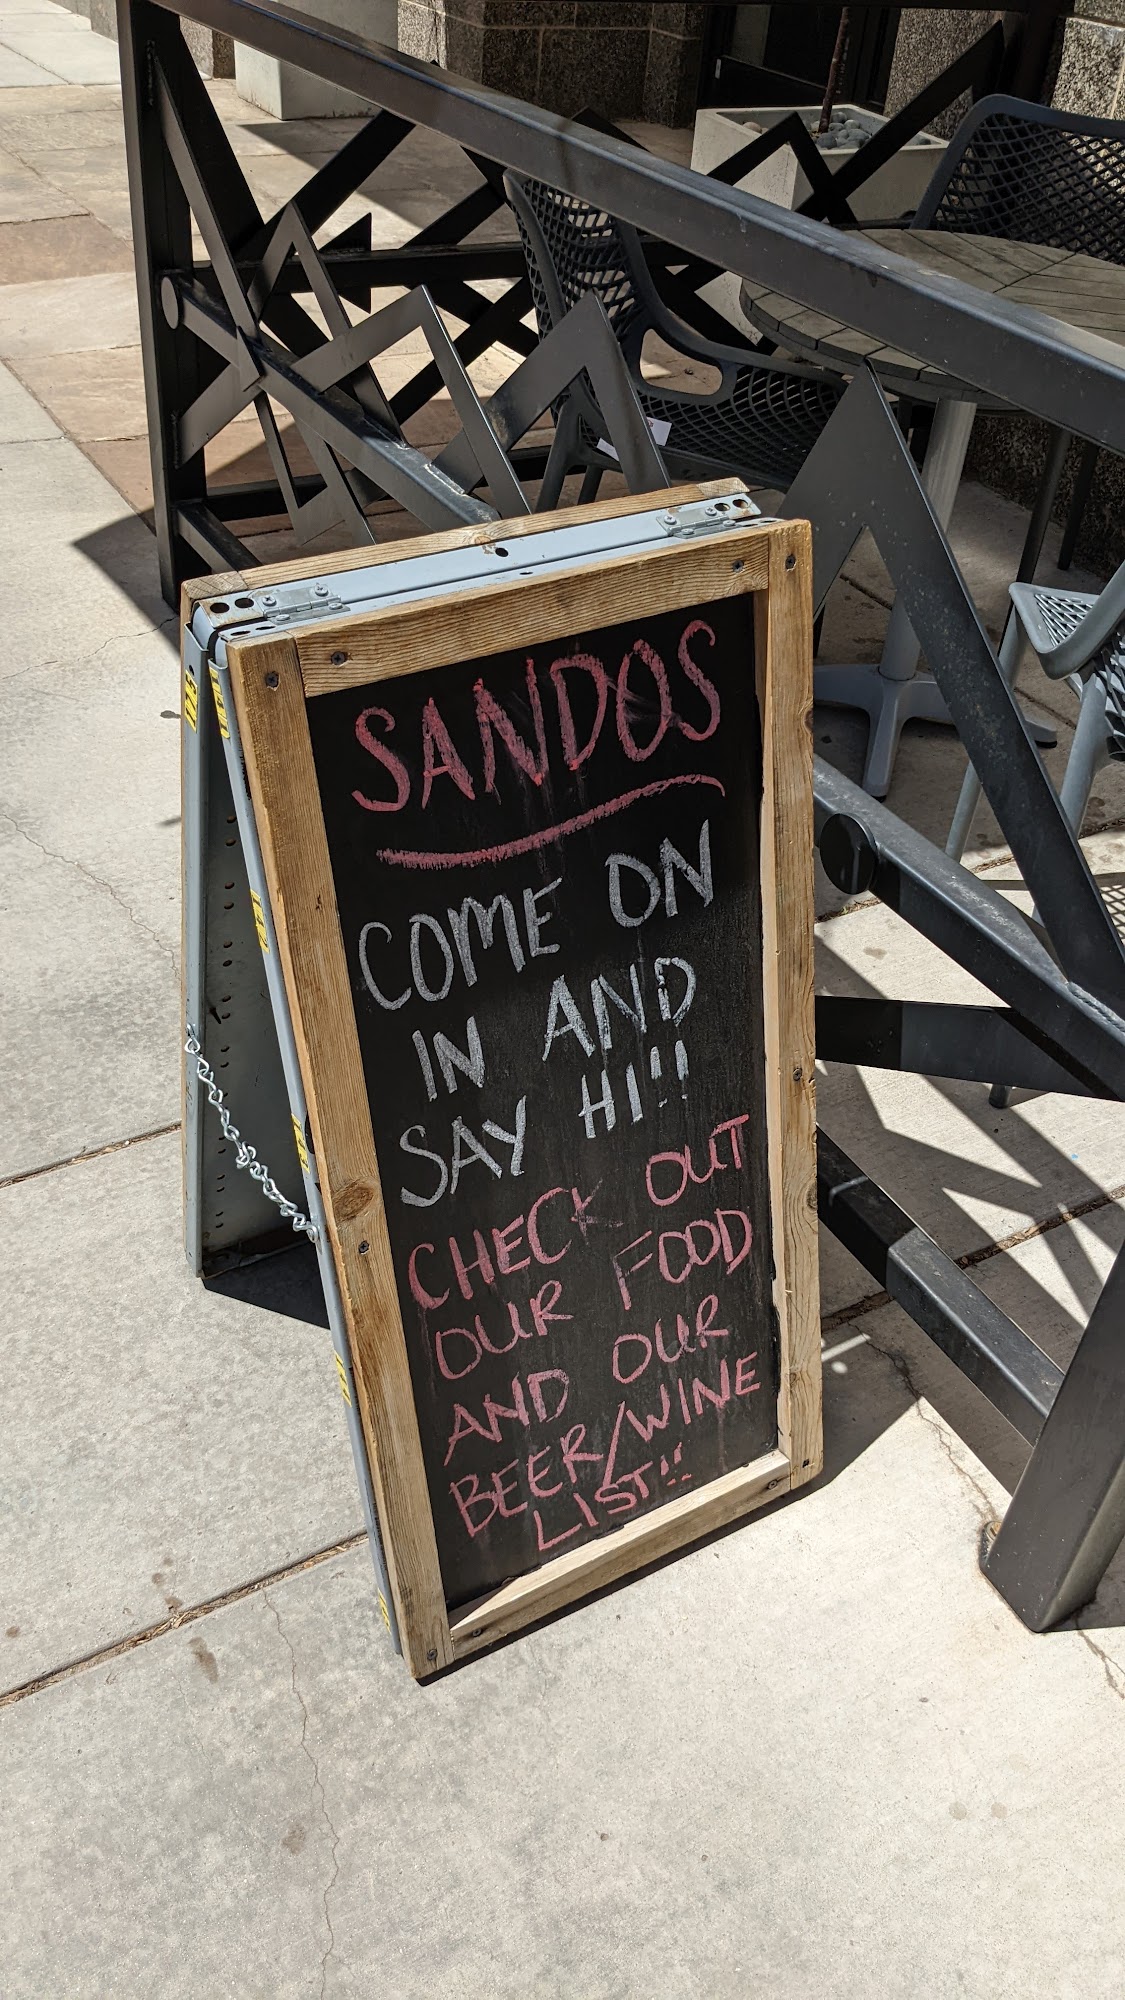 SANDOS
COME ON
IN AND
SAY HI!!
CHECK OUT
OUR FOOD
AND OUR
BEER/WINE
LIST!!